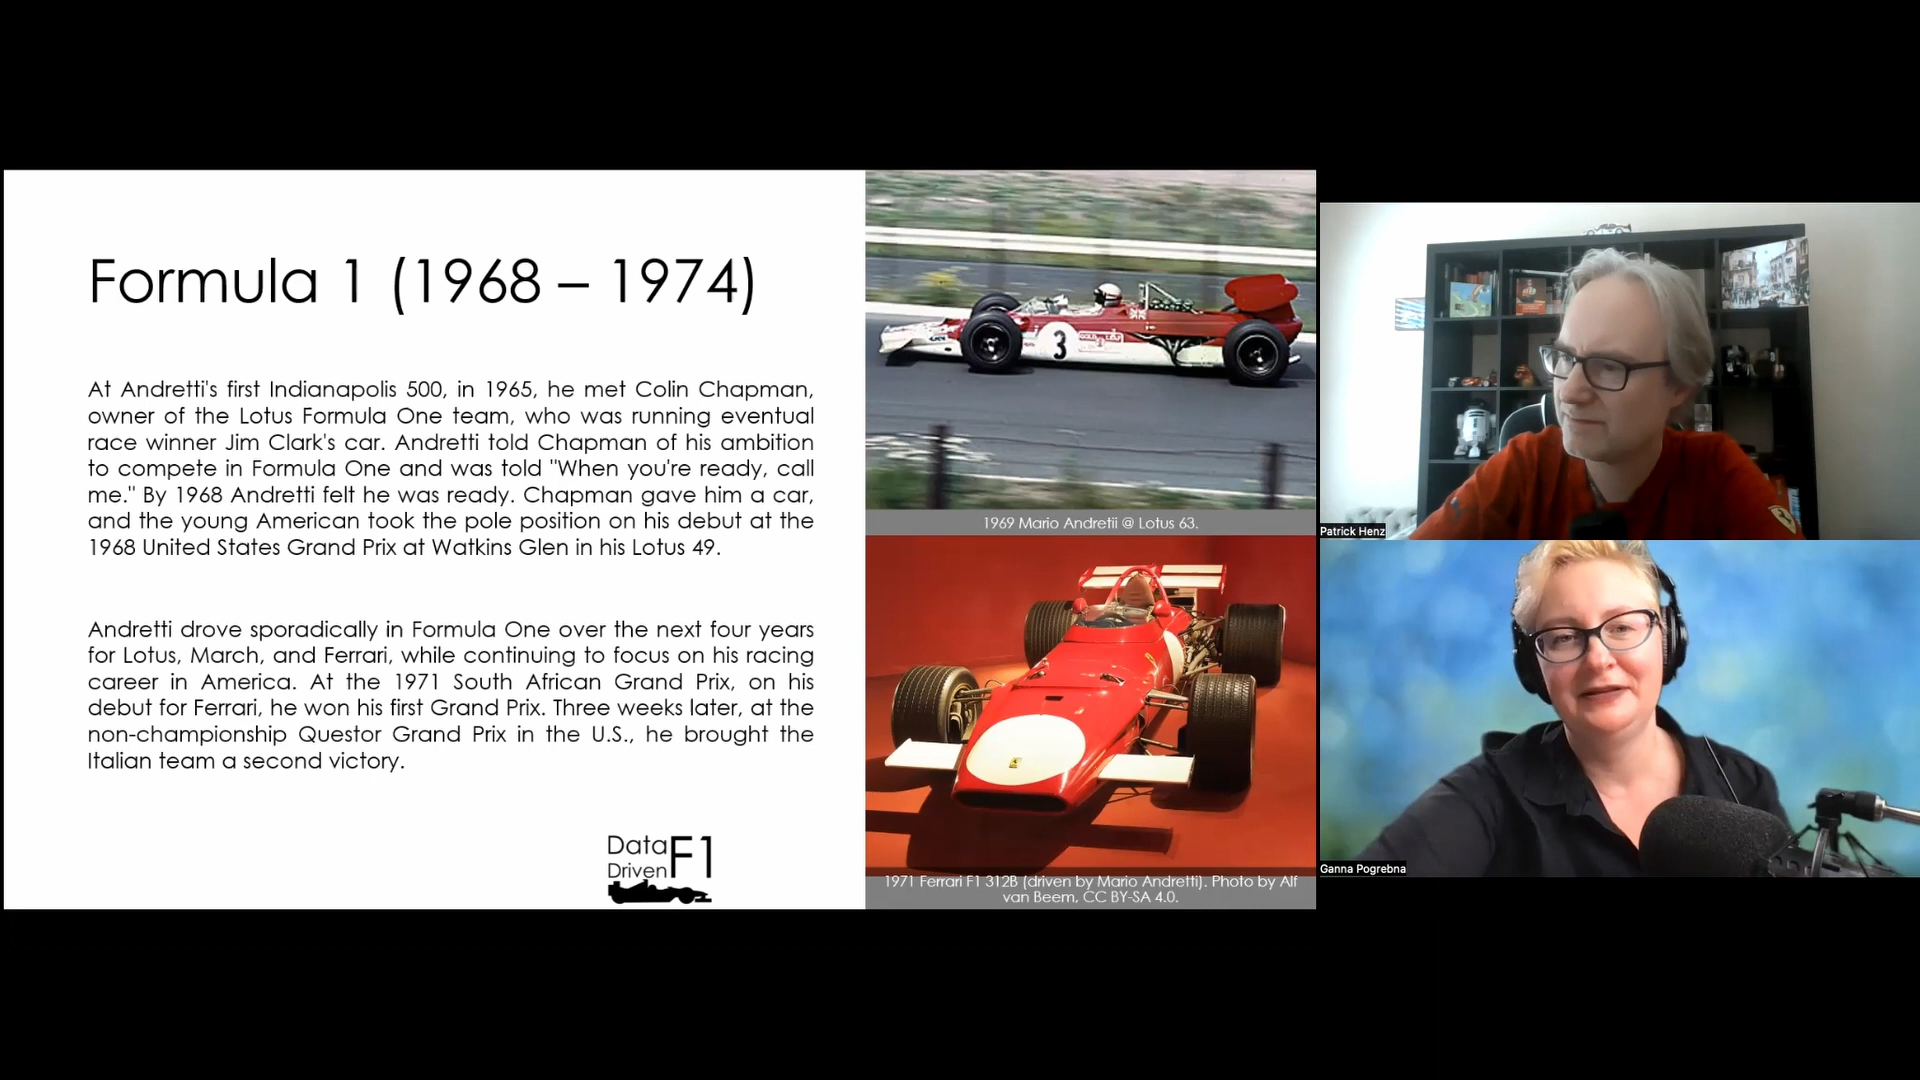 Formula 1 (1968 – 1974)
At Andretti's first Indianapolis 500, in 1965, he met Colin Chapman,
owner of the Lotus Formula One team, who was running eventual
race winner Jim Clark's car. Andretti told Chapman of his ambition
to compete in Formula One and was told "When you're ready, call
me." By 1968 Andretti felt he was ready. Chapman gave him a car,
and the young American took the pole position on his debut at the
1968 United States Grand Prix at Watkins Glen in his Lotus 49.
Andretti drove sporadically in Formula One over the next four years
for Lotus, March, and Ferrari, while continuing to focus on his racing
career in America. At the 1971 South African Grand Prix, on his
debut for Ferrari, he won his first Grand Prix. Three weeks later, at the
non-championship Questor Grand Prix in the U.S., he brought the
Italian team a second victory.
Data
Driven
F1
3
GOLD LEAF
1969 Mario Andretii @ Lotus 63.
1971 Ferrari F1 312B (driven by Mario Andretti). Photo by Alf
van Beem, CC BY-SA 4.0.
Patrick Henz
Ganna Pogrebna